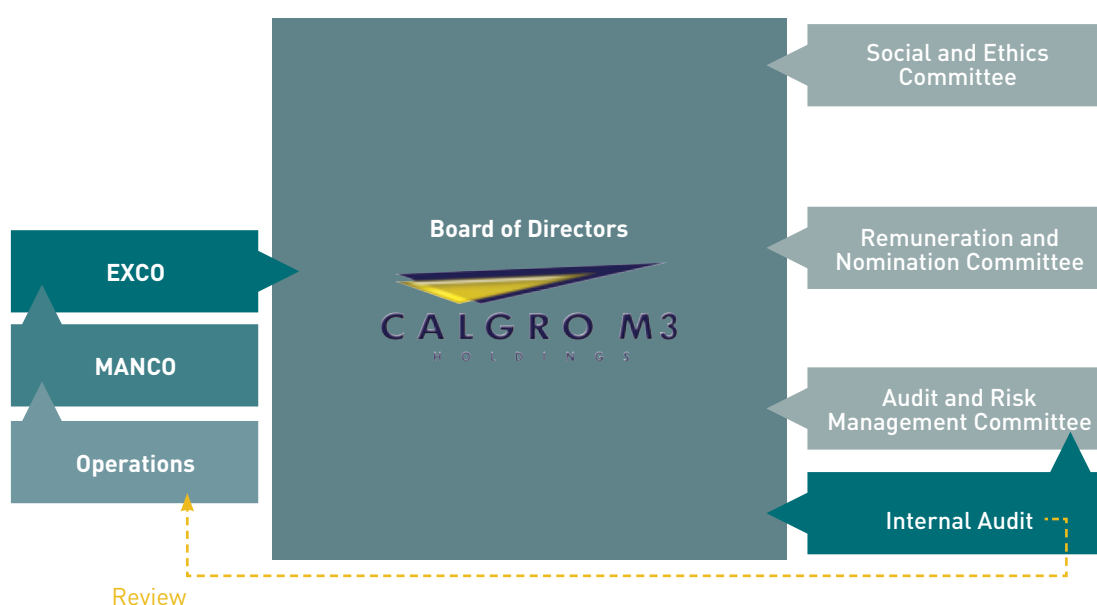 Social and Ethics
Committee
Board of Directors
CALGRO M3
HOLDINGS
Remuneration and
Nomination Committee
EXCO
MANCO
Operations
Audit and Risk
Management Committee
Internal Audit
Review